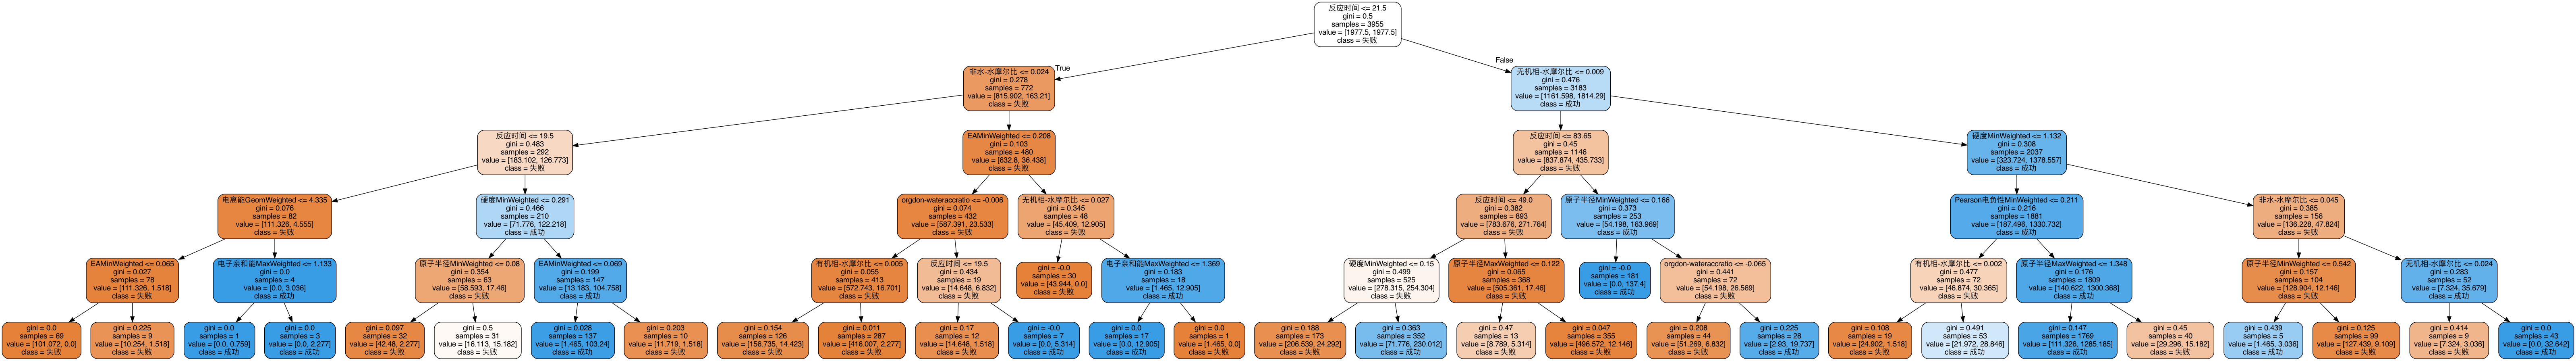 反应时间 <= 21.5
gini = 0.5
samples = 3955
value = [1977.5, 1977.5]
class = 失败
True
False
非水-水摩尔比 <= 0.024
gini = 0.278
samples = 772
value = [815.902, 163.21]
class = 失败
无机相-水摩尔比 <= 0.009
gini = 0.476
samples = 3183
value = [1161.598, 1814.29]
class = 成功
反应时间 <= 19.5
gini = 0.483
samples = 292
value = [183.102, 126.773]
class = 失败
EAMinWeighted <= 0.208
gini = 0.103
samples = 480
value = [632.8, 36.438]
class = 失败
反应时间 <= 83.65
gini = 0.45
samples = 1146
value = [837.874, 435.733]
class = 失败
硬度MinWeighted <= 1.132
gini = 0.308
samples = 2037
value = [323.724, 1378.557]
class = 成功
电离能GeomWeighted <= 4.335
gini = 0.076
samples = 82
value = [111.326, 4.555]
class = 失败
硬度MinWeighted <= 0.291
gini = 0.466
samples = 210
value = [71.776, 122.218]
class = 成功
orgdon-wateraccratio <= -0.006
gini = 0.074
samples = 432
value = [587.391, 23.533]
class = 失败
无机相-水摩尔比 <= 0.027
gini = 0.345
samples = 48
value = [45.409, 12.905]
class = 失败
反应时间 <= 49.0
gini = 0.382
samples = 893
value = [783.676, 271.764]
class = 失败
原子半径MinWeighted <= 0.166
gini = 0.373
samples = 253
value = [54.198, 163.969]
class = 成功
Pearson电负性MinWeighted <= 0.211
gini = 0.216
samples = 1881
value = [187.496, 1330.732]
class = 成功
非水-水摩尔比 <= 0.045
gini = 0.385
samples = 156
value = [136.228, 47.824]
class = 失败
EAMinWeighted <= 0.065
gini = 0.027
samples = 78
value = [111.326, 1.518]
class = 失败
电子亲和能MaxWeighted <= 1.133
gini = 0.0
samples = 4
value = [0.0, 3.036]
class = 成功
原子半径MinWeighted <= 0.08
gini = 0.354
samples = 63
value = [58.593, 17.46]
class = 失败
EAMinWeighted <= 0.069
gini = 0.199
samples = 147
value = [13.183, 104.758]
class = 成功
有机相-水摩尔比 <= 0.005
gini = 0.055
samples = 413
value = [572.743, 16.701]
class = 失败
反应时间 <= 19.5
gini = 0.434
samples = 19
value = [14.648, 6.832]
class = 失败
gini = -0.0
samples = 30
value = [43.944, 0.0]
class = 失败
电子亲和能MaxWeighted <= 1.369
gini = 0.183
samples = 18
value = [1.465, 12.905]
class = 成功
硬度MinWeighted <= 0.15
gini = 0.499
samples = 525
value = [278.315, 254.304]
class = 失败
原子半径MaxWeighted <= 0.122
gini = 0.065
samples = 368
value = [505.361, 17.46]
class = 失败
gini = -0.0
samples = 181
value = [0.0, 137.4]
class = 成功
orgdon-wateraccratio <= -0.065
gini = 0.441
samples = 72
value = [54.198, 26.569]
class = 失败
有机相-水摩尔比 <= 0.002
gini = 0.477
samples = 72
value = [46.874, 30.365]
class = 失败
原子半径MaxWeighted <= 1.348
gini = 0.176
samples = 1809
value = [140.622, 1300.368]
class = 成功
原子半径MinWeighted <= 0.542
gini = 0.157
samples = 104
value = [128.904, 12.146]
class = 失败
无机相-水摩尔比 <= 0.024
gini = 0.283
samples = 52
value = [7.324, 35.679]
class = 成功
gini = 0.0
samples = 69
value = [101.072, 0.0]
class = 失败
gini = 0.225
samples = 9
value = [10.254, 1.518]
class = 失败
gini = 0.0
samples = 1
value = [0.0, 0.759]
class = 成功
gini = 0.0
samples = 3
value = [0.0, 2.277]
class = 成功
gini = 0.097
samples = 32
value = [42.48, 2.277]
class = 失败
gini = 0.5
samples = 31
value = [16.113, 15.182]
class = 失败
gini = 0.028
samples = 137
value = [1.465, 103.24]
class = 成功
gini = 0.203
samples = 10
value = [11.719, 1.518]
class = 失败
gini = 0.154
samples = 126
value = [156.735, 14.423]
class = 失败
gini = 0.011
samples = 287
value = [416.007, 2.277]
class = 失败
gini = 0.17
samples = 12
value = [14.648, 1.518]
class = 失败
gini = -0.0
samples = 7
value = [0.0, 5.314]
class = 成功
gini = 0.0
samples = 17
value = [0.0, 12.905]
class = 成功
gini = 0.0
samples = 1
value = [1.465, 0.0]
class = 失败
gini = 0.188
samples = 173
value = [206.539, 24.292]
class = 失败
gini = 0.363
samples = 352
value = [71.776, 230.012]
class = 成功
gini = 0.47
samples = 13
value = [8.789, 5.314]
class = 失败
gini = 0.047
samples = 355
value = [496.572, 12.146]
class = 失败
gini = 0.208
samples = 44
value = [51.269, 6.832]
class = 失败
gini = 0.225
samples = 28
value = [2.93, 19.737]
class = 成功
gini = 0.108
samples = 19
value = [24.902, 1.518]
class = 失败
gini = 0.491
samples = 53
value = [21.972, 28.846]
class = 成功
gini = 0.147
samples = 1769
value = [111.326, 1285.185]
class = 成功
gini = 0.45
samples = 40
value = [29.296, 15.182]
class = 失败
gini = 0.439
samples = 5
value = [1.465, 3.036]
class = 成功
gini = 0.125
samples = 99
value = [127.439, 9.109]
class = 失败
gini = 0.414
samples = 9
value = [7.324, 3.036]
class = 失败
gini = 0.0
samples = 43
value = [0.0, 32.642]
class = 成功